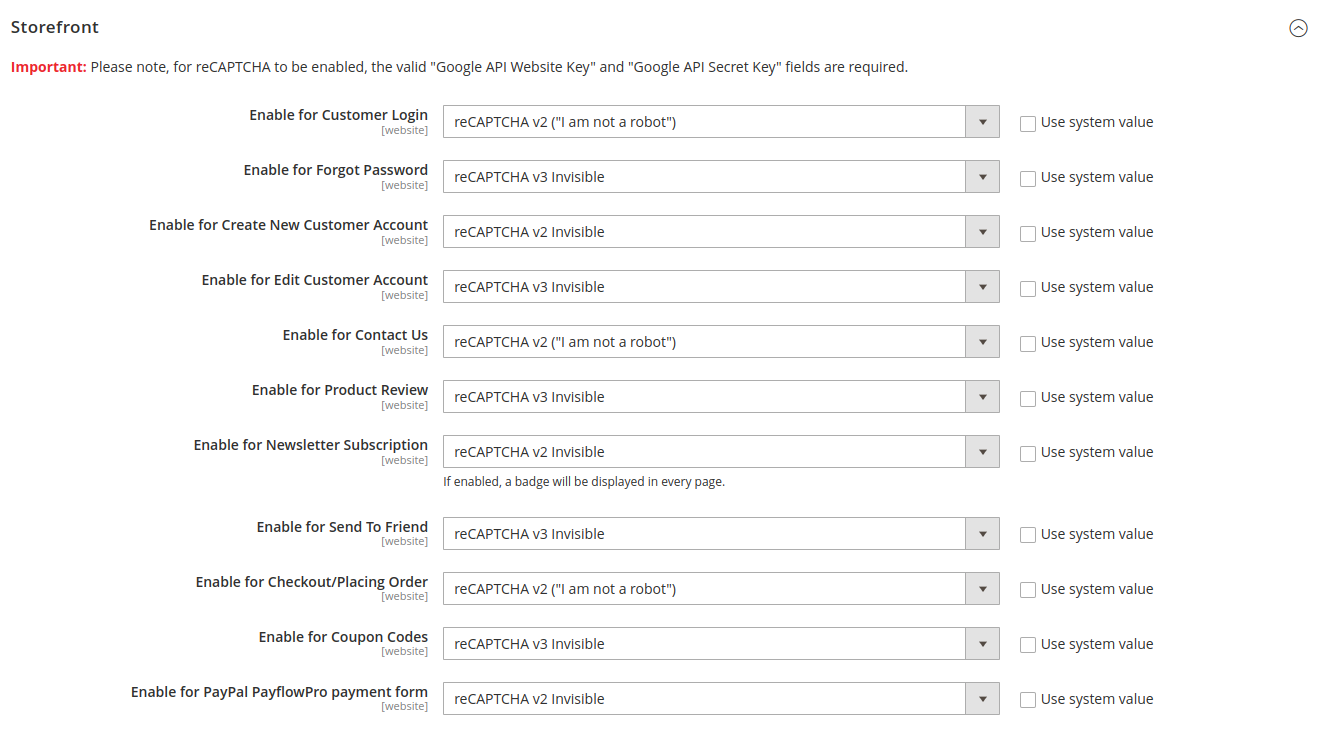 Storefront
Important: Please note, for reCAPTCHA to be enabled, the valid "Google API Website Key" and "Google API Secret Key" fields are required.
Enable for Customer Login
[website]
reCAPTCHA v2 ("I am not a robot")
Use system value
Enable for Forgot Password
[website]
reCAPTCHA v3 Invisible
Use system value
Enable for Create New Customer Account
[website]
reCAPTCHA v2 Invisible
Use system value
Enable for Edit Customer Account
[website]
reCAPTCHA v3 Invisible
Use system value
Enable for Contact Us
[website]
reCAPTCHA v2 ("I am not a robot")
Use system value
Enable for Product Review
[website]
reCAPTCHA v3 Invisible
Use system value
Enable for Newsletter Subscription
[website]
reCAPTCHA v2 Invisible
Use system value
If enabled, a badge will be displayed in every page.
Enable for Send To Friend
[website]
reCAPTCHA v3 Invisible
Use system value
Enable for Checkout/Placing Order
[website]
reCAPTCHA v2 ("I am not a robot")
Use system value
Enable for Coupon Codes
[website]
reCAPTCHA v3 Invisible
Use system value
Enable for PayPal PayflowPro payment form
[website]
reCAPTCHA v2 Invisible
Use system value